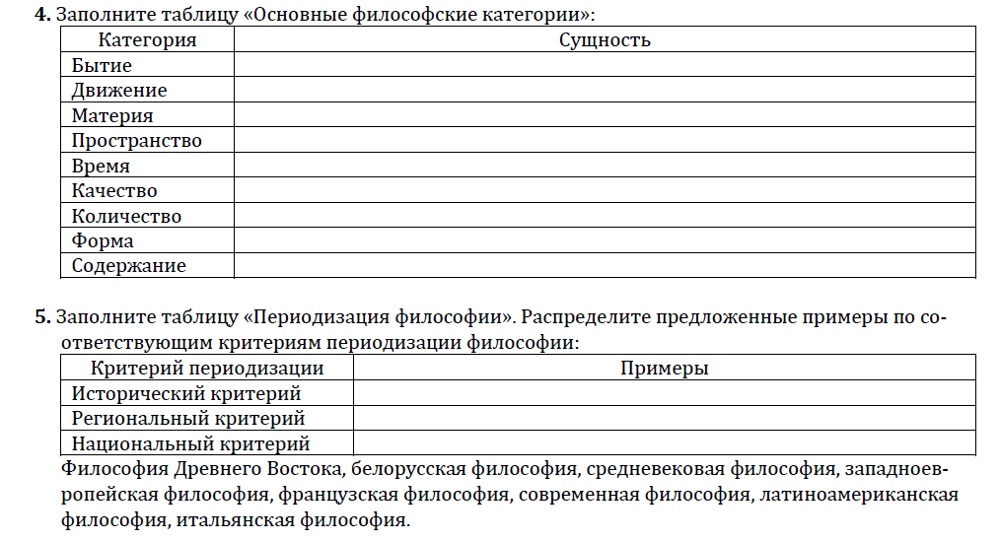 4. Заполните таблицу «Основные философские категории»:
Категория Сущность
Бытие
Движение
Материя
Пространство
Время
Качество
Количество
Форма
Содержание
5. Заполните таблицу «Периодизация философии». Распределите предложенные примеры по со-
ответствующим критериям периодизации философии:
Критерий периодизации Примеры
Исторический критерий
Региональный критерий
Национальный критерий
Философия Древнего Востока, белорусская философия, средневековая философия, западноев-
ропейская философия, французская философия, современная философия, латиноамериканская
философия, итальянская философия.